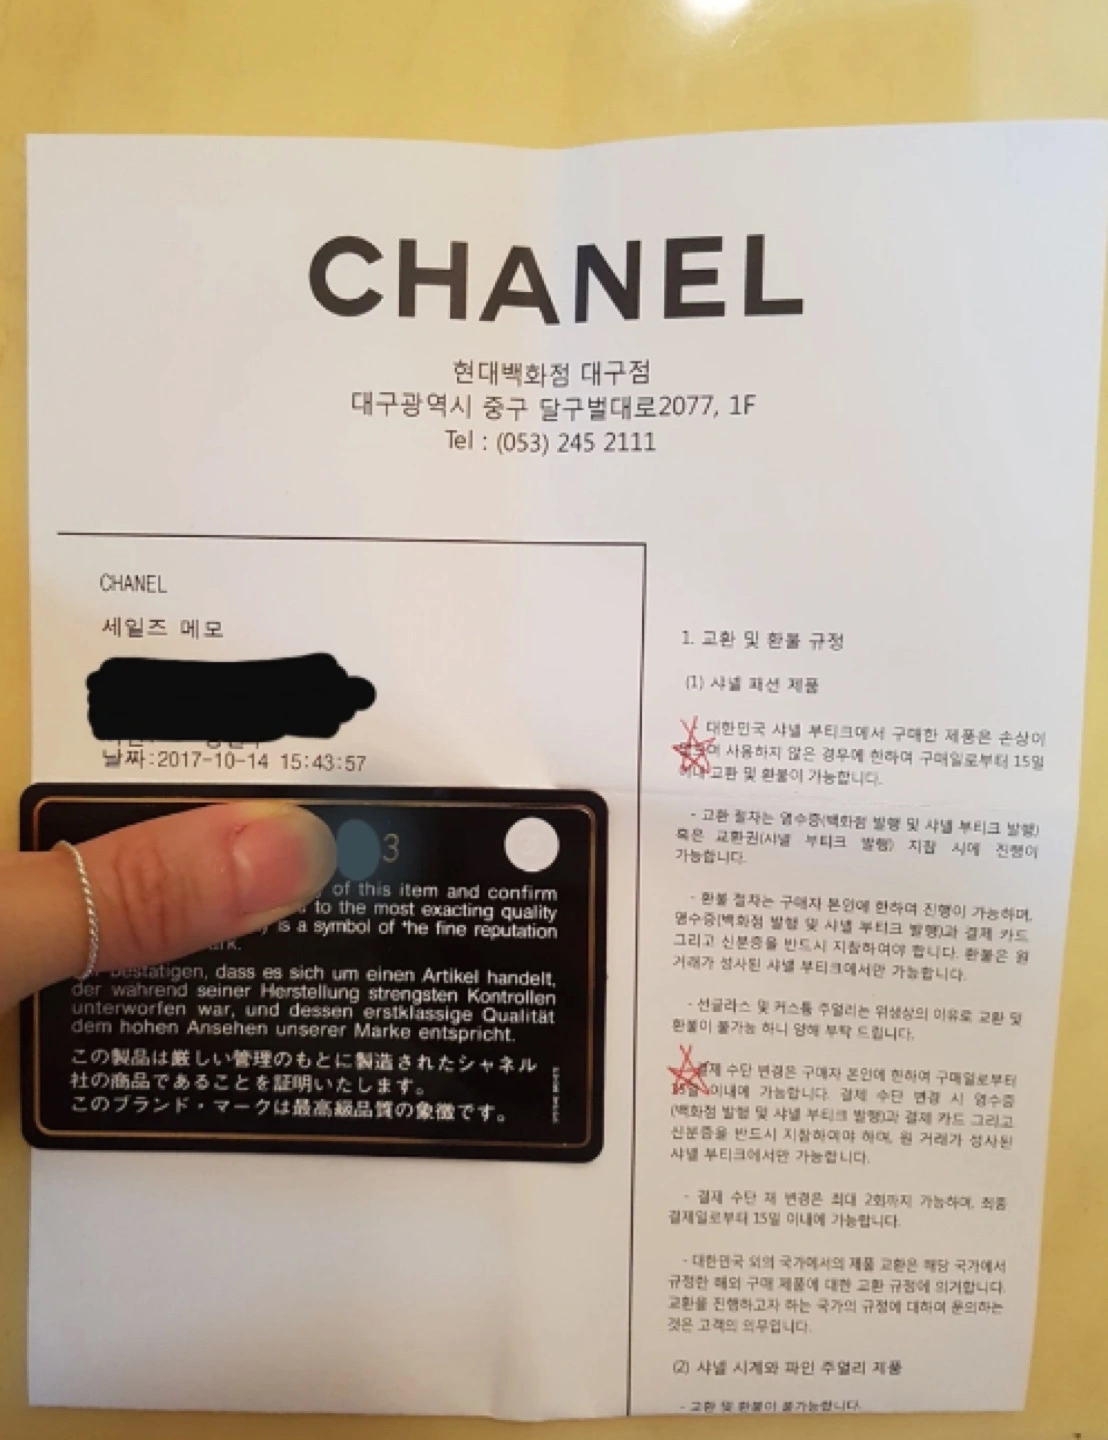 CHANEL
현대백화점 대구점
대구광역시 중구 달구벌대로2077, 1F
Tel : (053) 245 2111
CHANEL
세일즈 메모
날짜:2017-10-14 15:43:57
3
of this item and confirm
to the most exacting quality
is a symbol of the fine reputation
bestätigen, dass es sich um einen Artikel handelt,
der während seiner Herstellung strengsten Kontrollen
unterworfen war, und dessen erstklassige Qualität
dem hohen Ansehen unserer Marke entspricht.
この製品は厳しい管理のもとに製造されたシャネル
社の商品であることを証明いたします。
このブランド・マークは最高級品質の象徴です。
1. 교환 및 환불 규정
(1) 샤넬 패션 제품
- 대한민국 샤넬 부티크에서 구매한 제품은 손상이
없으며 사용하지 않은 경우에 한하여 구매일로부터 15일
이내 교환 및 환불이 가능합니다.
- 교환 절차는 영수증(백화점 발행 및 샤넬 부티크 발행)
혹은 교환권(샤넬 부티크 발행) 지참 시에 진행이
가능합니다.
- 환불 절차는 구매자 본인에 한하여 진행이 가능하며,
영수증(백화점 발행 및 샤넬 부티크 발행)과 결제 카드
그리고 신분증을 반드시 지참하여야 합니다. 환불은 원
거래가 성사된 샤넬 부티크에서만 가능합니다.
- 선글라스 및 커스튬 주얼리는 위생상의 이유로 교환 및
환불이 불가능 하니 양해 부탁 드립니다.
- 결제 수단 변경은 구매자 본인에 한하여 구매일로부터
15일 이내에 가능합니다. 결제 수단 변경 시 영수증
(백화점 발행 및 샤넬 부티크 발행)과 결제 카드 그리고
신분증을 반드시 지참하여야 하며, 원 거래가 성사된
샤넬 부티크에서만 가능합니다.
- 결제 수단 재 변경은 최대 2회까지 가능하며, 최종
결제일로부터 15일 이내에 가능합니다.
- 대한민국 외의 국가에서의 제품 교환은 해당 국가에서
규정한 해외 구매 제품에 대한 교환 규정에 의거합니다.
교환을 진행하고자 하는 국가의 규정에 대하여 문의하는
것은 고객의 의무입니다.
(2) 샤넬 시계와 파인 주얼리 제품
- 교환 및 환불이 불가능합니다.